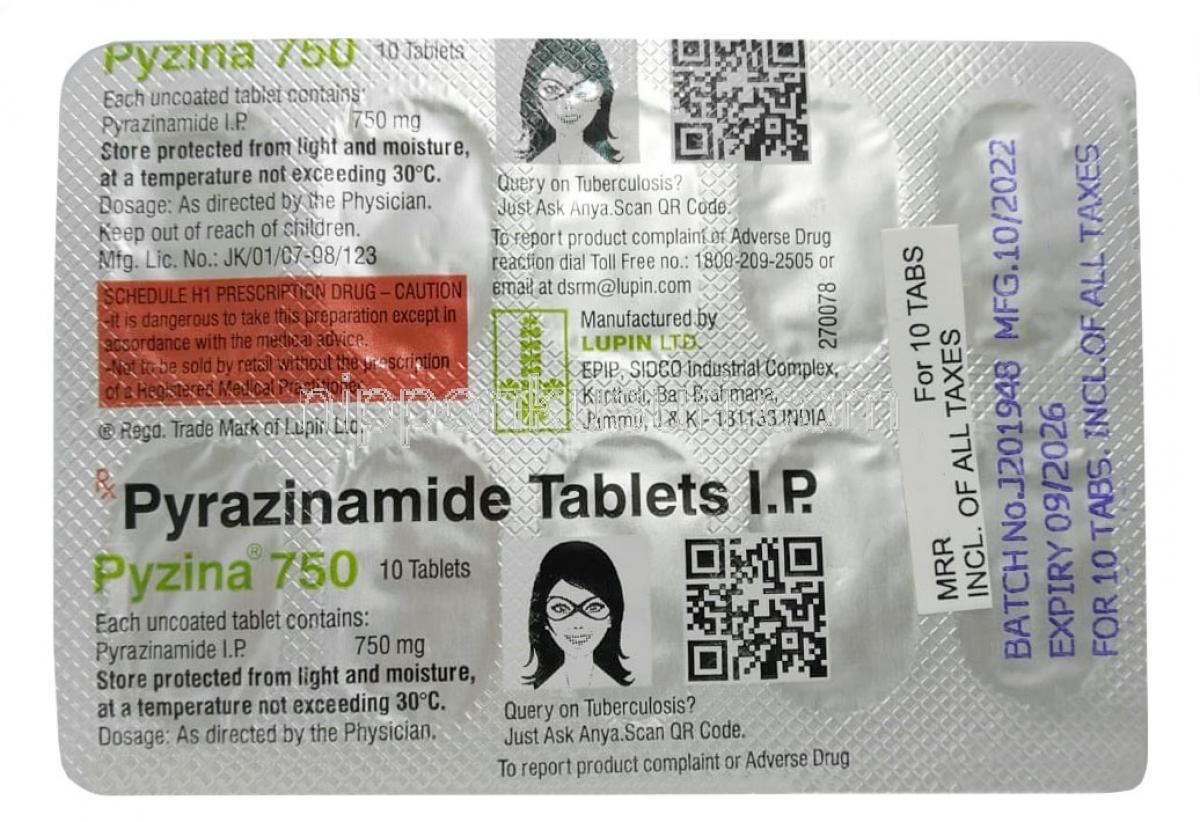 Pyzina 750 10 Tablets
Each uncoated tablet contains:
Pyrazinamide I.P. 750 mg
Store protected from light and moisture,
at a temperature not exceeding 30°C.
Dosage: As directed by the Physician.
Keep out of reach of children.
Mfg. Lic. No.: JK/01/07-98/123
SCHEDULE H1 PRESCRIPTION DRUG – CAUTION
-It is dangerous to take this preparation except in
accordance with the medical advice.
-Not to be sold by retail without the prescription
of a Registered Medical Practitioner.
® Regd. Trade Mark of Lupin Ltd.
Query on Tuberculosis?
Just Ask Anya.Scan QR Code.
To report product complaint or Adverse Drug
reaction dial Toll Free no.: 1800-209-2505 or
email at dsrm@lupin.com
Manufactured by
LUPIN LTD.
EPIP, SIDCO Industrial Complex,
Kartholi, Bari Brahmana,
Jammu, J & K - 181133.INDIA
270078
Rx Pyrazinamide Tablets I.P.
Pyzina® 750 10 Tablets
Each uncoated tablet contains:
Pyrazinamide I.P. 750 mg
Store protected from light and moisture,
at a temperature not exceeding 30°C.
Dosage: As directed by the Physician.
Query on Tuberculosis?
Just Ask Anya.Scan QR Code.
To report product complaint or Adverse Drug
MRR For 10 TABS
INCL. OF ALL TAXES
BATCH No.J201948 MFG.10/2022
EXPIRY 09/2026
FOR 10 TABS. INCL.OF ALL TAXES